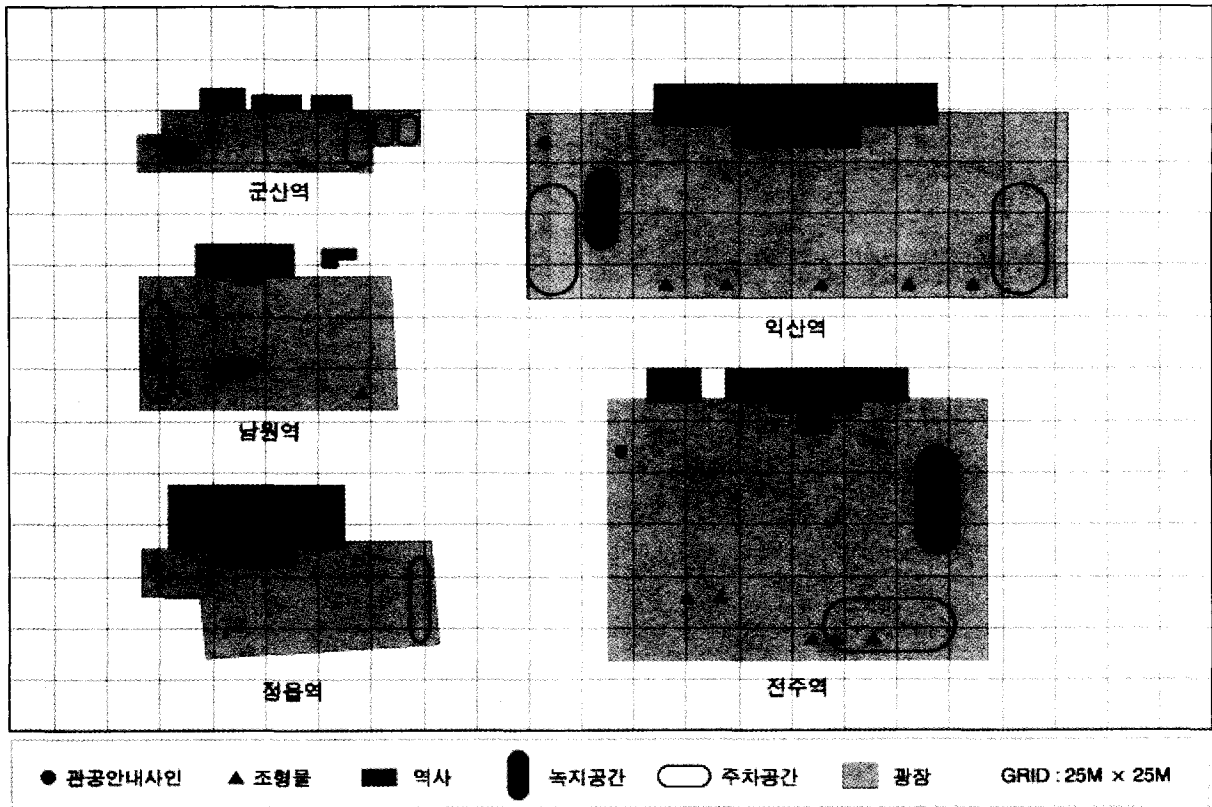 군산역
익산역
남원역
정읍역
전주역
관공안내사인
조형물
역사
녹지공간
주차공간
광장
GRID : 25M × 25M